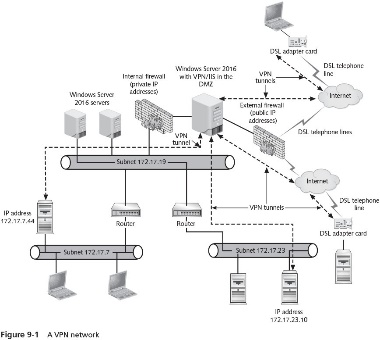 DSL adapter card
DSL telephone
line
Windows Server 2016
with VPN/IIS in the
DMZ
Internal firewall
(private IP
addresses)
Windows Server
2016 servers
VPN
tunnels
Internet
External firewall
(public IP
addresses)
VPN
tunnel
DSL telephone lines
Subnet 172.17.19
Internet
DSL telephone
line
IP address
172.17.7.44
Router
Router
VPN tunnels
DSL adapter card
Subnet 172.17.7
Subnet 172.17.23
IP address
172.17.23.10
Figure 9-1 A VPN network